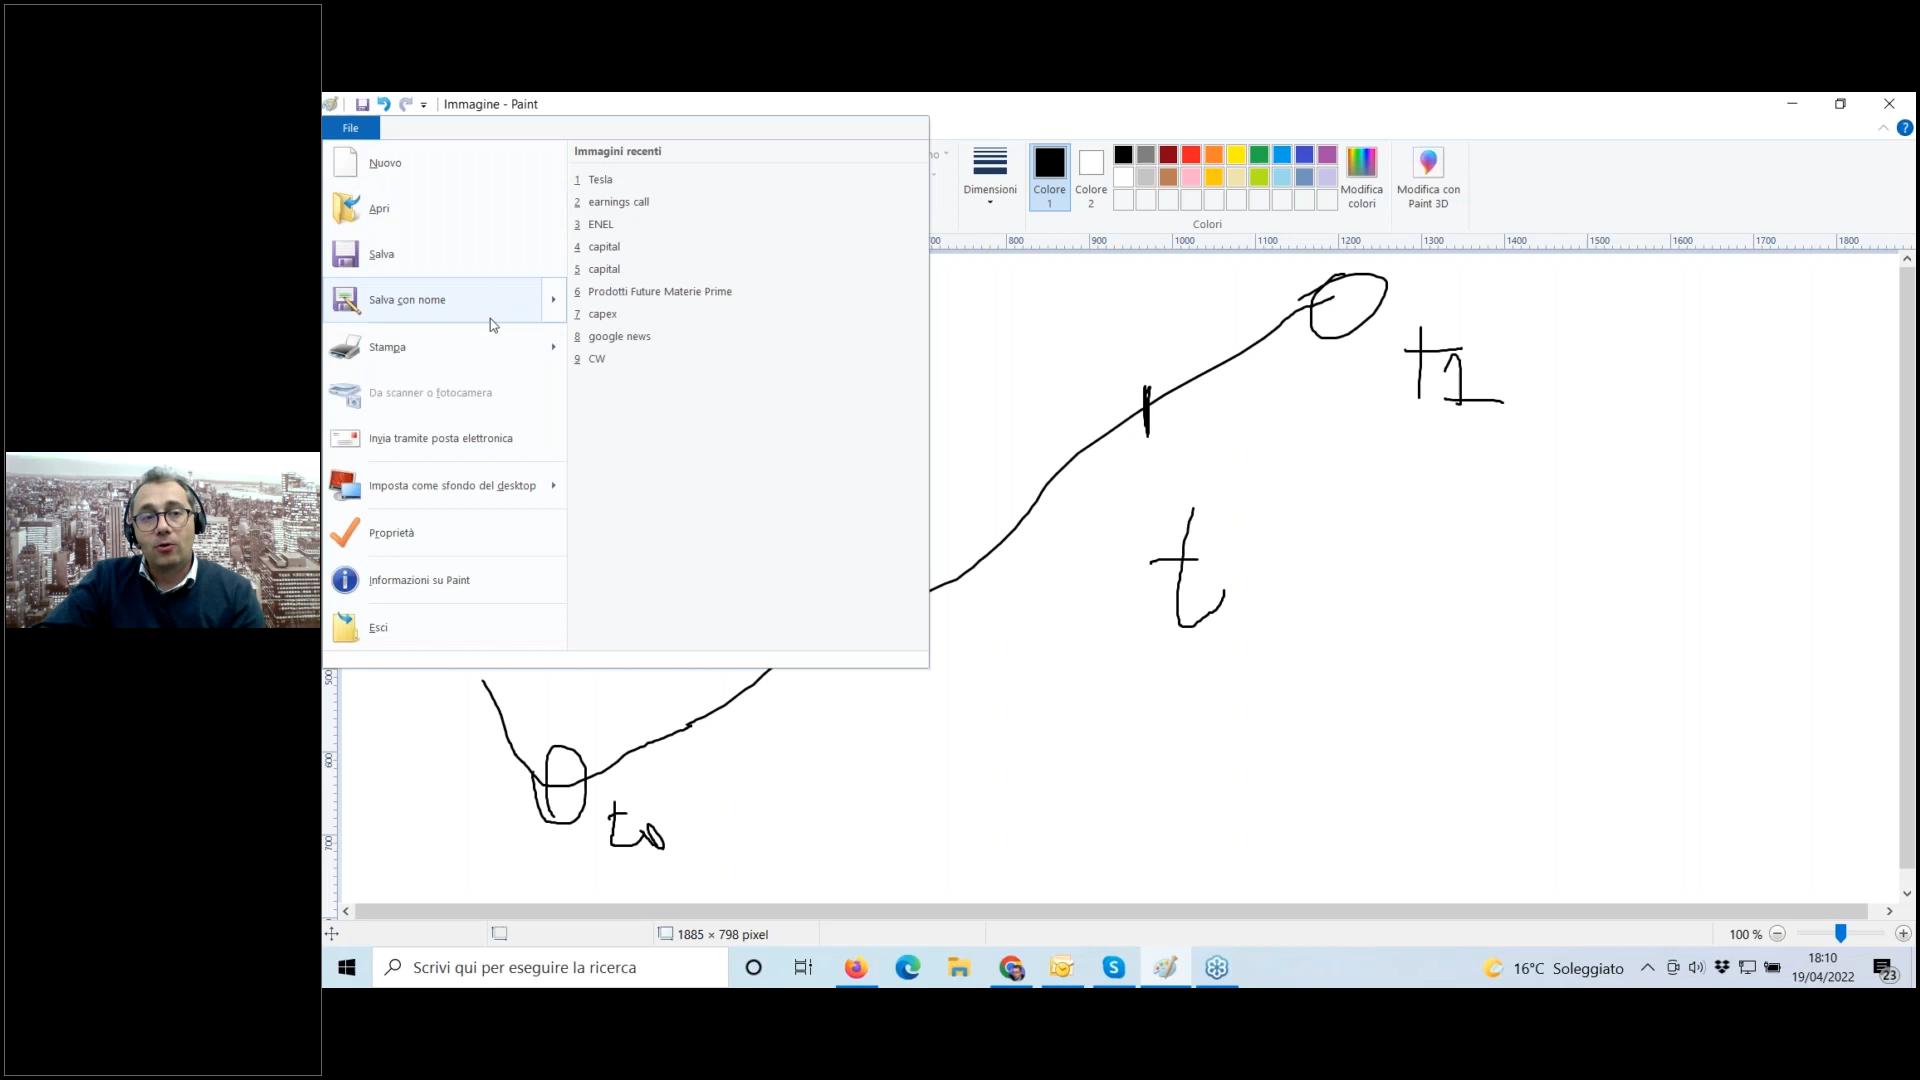 Immagine - Paint
File
Nuovo
Apri
Salva
Salva con nome
Stampa
Da scanner o fotocamera
Invia tramite posta elettronica
Imposta come sfondo del desktop
Proprietà
Informazioni su Paint
Esci
Immagini recenti
1 Tesla
2 earnings call
3 ENEL
4 capital
5 capital
6 Prodotti Future Materie Prime
7 capex
8 google news
9 CW
Dimensioni
Colore 1
Colore 2
Modifica colori
Modifica con Paint 3D
Colori
800 900 1000 1100 1200 1300 1400 1500 1600 1700 1800
500
600
700
t1
t
t0
1885 × 798 pixel
100 %
Scrivi qui per eseguire la ricerca
16°C Soleggiato
18:10
19/04/2022
23